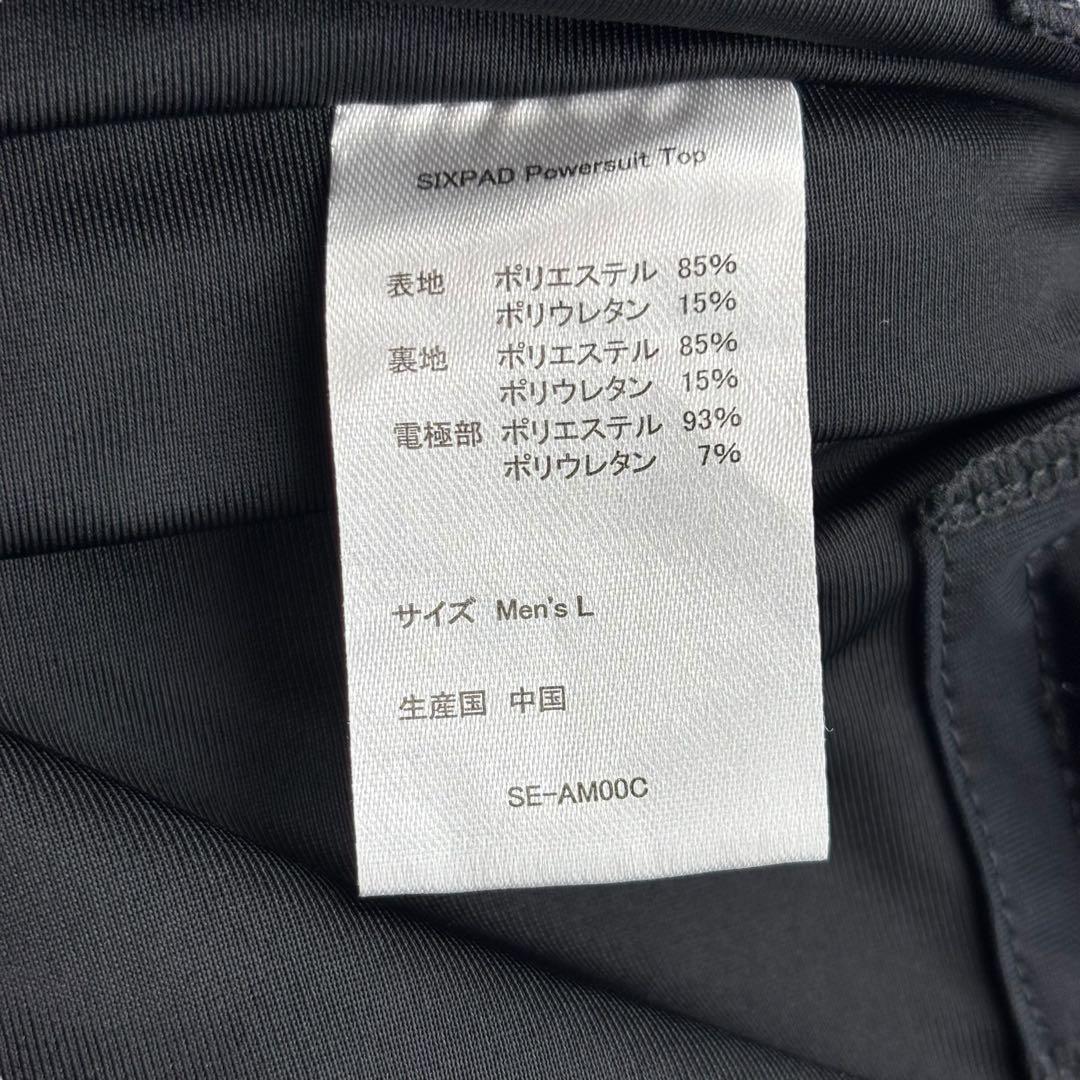 SIXPAD Powersuit Top
表地 ポリエステル 85%
ポリウレタン 15%
裏地 ポリエステル 85%
ポリウレタン 15%
電極部 ポリエステル 93%
ポリウレタン 7%
サイズ Men's L
生産国 中国
SE-AM00C